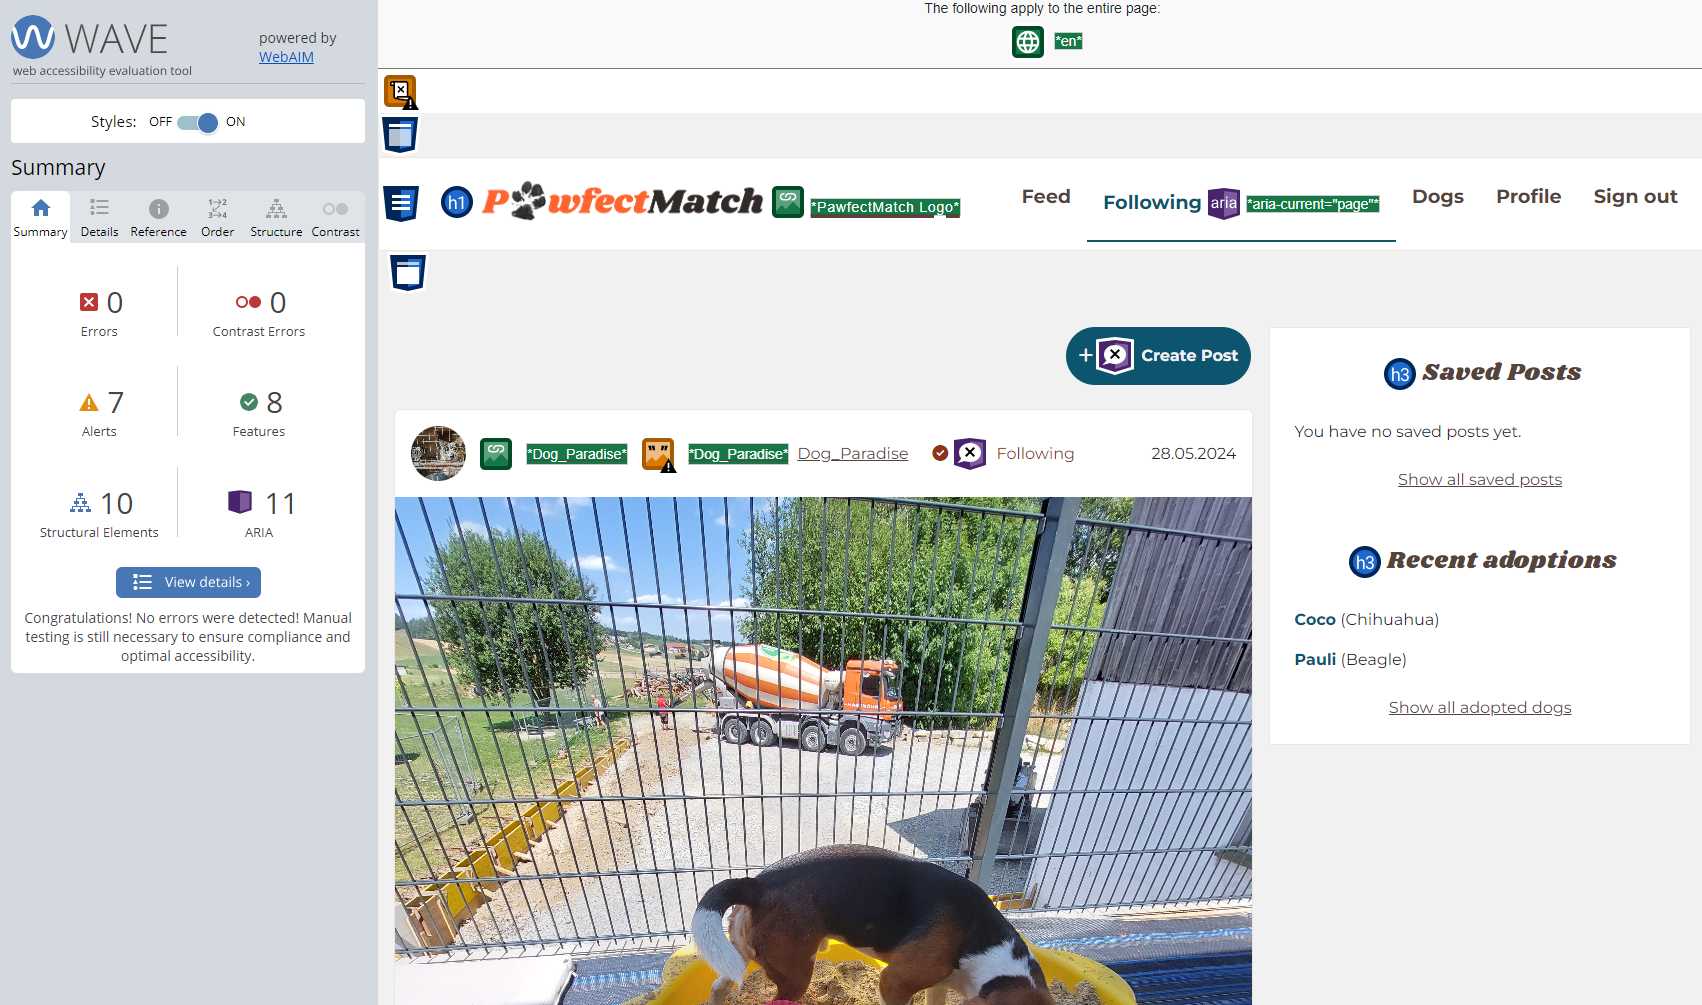 WAVE
web accessibility evaluation tool
powered by
WebAIM
Styles: OFF ON
Summary
Summary Details Reference Order Structure Contrast
0
Errors
0
Contrast Errors
7
Alerts
8
Features
10
Structural Elements
11
ARIA
View details ›
Congratulations! No errors were detected! Manual
testing is still necessary to ensure compliance and
optimal accessibility.
The following apply to the entire page:
*en*
h1 PawfectMatch *PawfectMatch Logo*
Feed Following aria *aria-current="page"* Dogs Profile Sign out
+ Create Post
*Dog_Paradise* *Dog_Paradise* Dog_Paradise Following 28.05.2024
h3 Saved Posts
You have no saved posts yet.
Show all saved posts
h3 Recent adoptions
Coco (Chihuahua)
Pauli (Beagle)
Show all adopted dogs